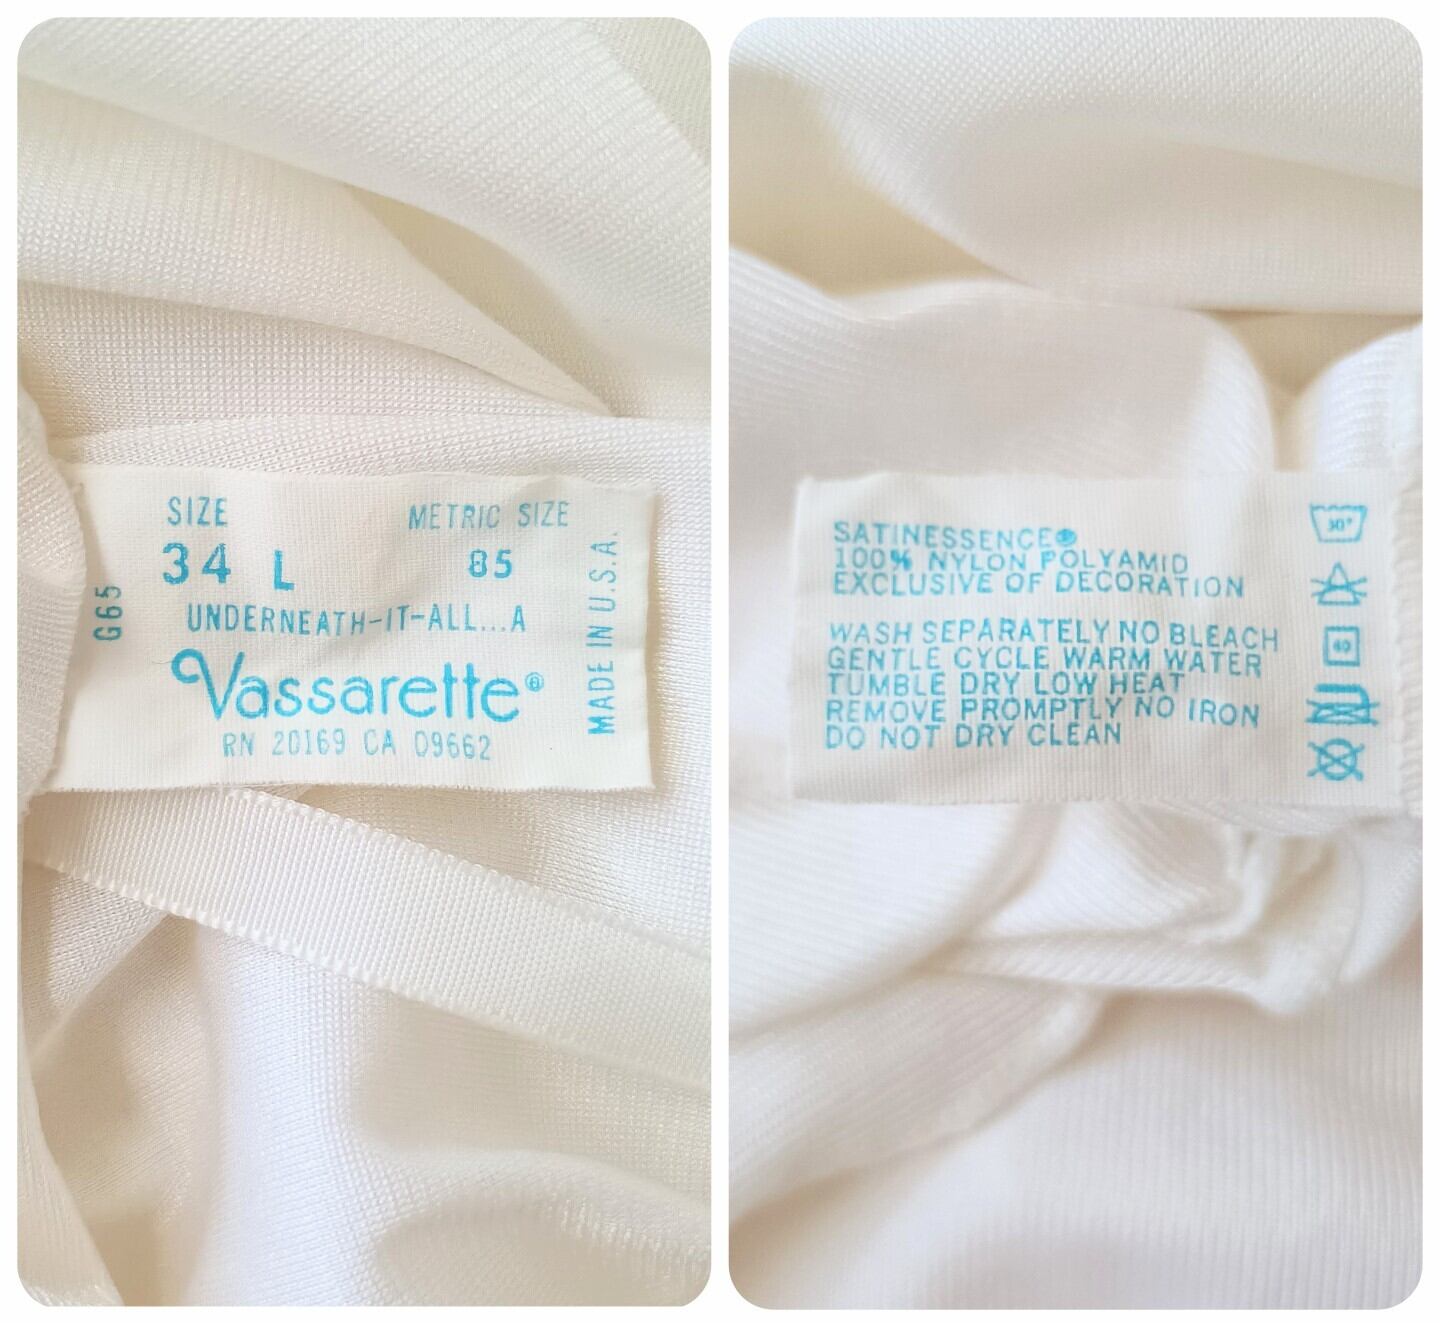 SIZE METRIC SIZE
34 L 85
UNDERNEATH-IT-ALL...A
Vassarette®
RN 20169 CA 09662
G65
MADE IN U.S.A.
SATINESSENCE®
100% NYLON POLYAMID
EXCLUSIVE OF DECORATION
WASH SEPARATELY NO BLEACH
GENTLE CYCLE WARM WATER
TUMBLE DRY LOW HEAT
REMOVE PROMPTLY NO IRON
DO NOT DRY CLEAN